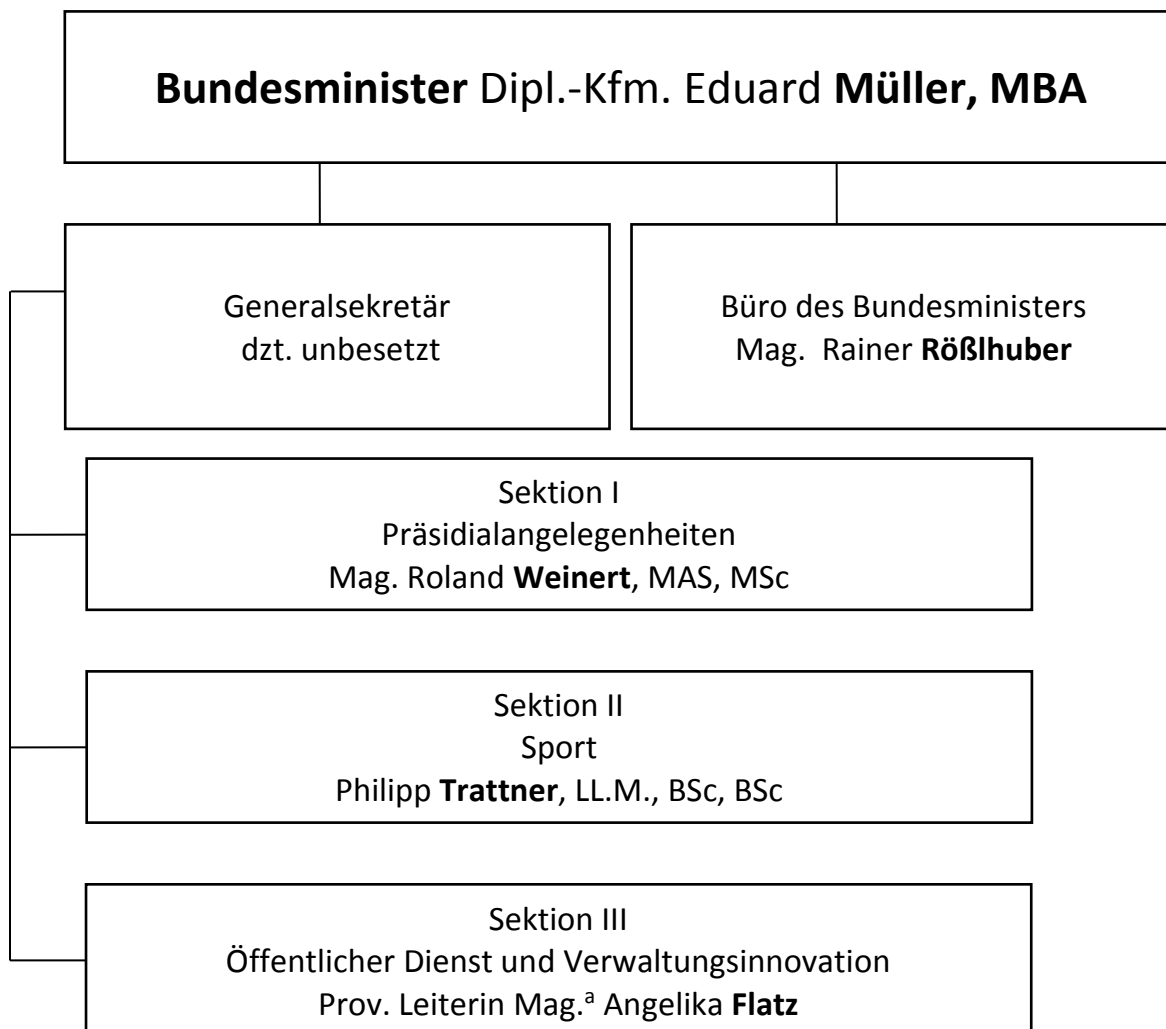 Bundesminister Dipl.-Kfm. Eduard Müller, MBA
Generalsekretär
dzt. unbesetzt
Büro des Bundesministers
Mag. Rainer Rößlhuber
Sektion I
Präsidialangelegenheiten
Mag. Roland Weinert, MAS, MSc
Sektion II
Sport
Philipp Trattner, LL.M., BSc, BSc
Sektion III
Öffentlicher Dienst und Verwaltungsinnovation
Prov. Leiterin Mag.ª Angelika Flatz